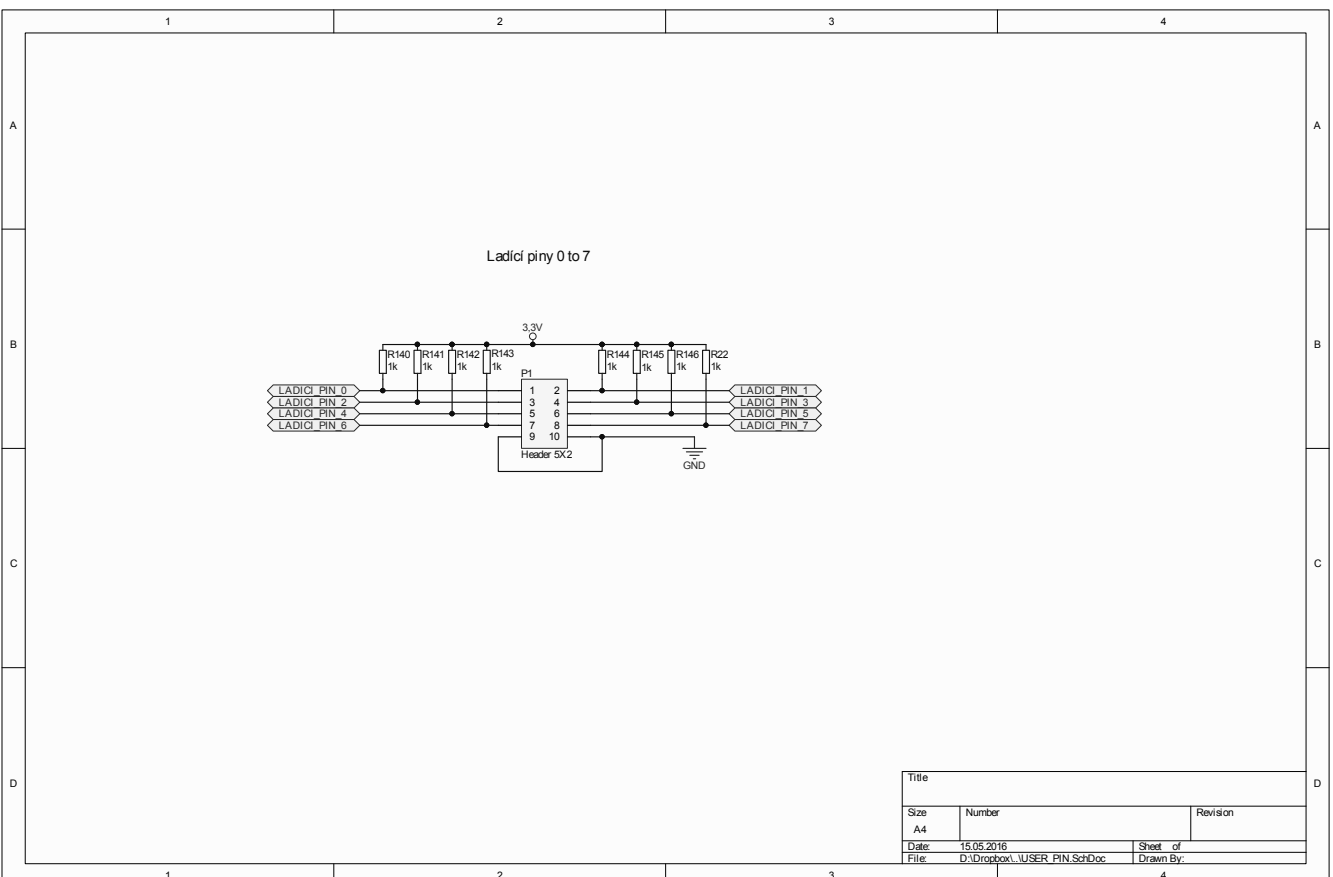 1 2 3 4
A A
Ladící piny 0 to 7
B B
3,3V
R140 R141 R142 R143 R144 R145 R146 R22
1k 1k 1k 1k 1k 1k 1k 1k
P1
LADICI_PIN_0 1 2 LADICI_PIN_1
LADICI_PIN_2 3 4 LADICI_PIN_3
LADICI_PIN_4 5 6 LADICI_PIN_5
LADICI_PIN_6 7 8 LADICI_PIN_7
9 10
Header 5X2
GND
C C
D D
Title
Size Number Revision
A4
Date: 15.05.2016 Sheet of
File: D:\Dropbox\..\USER_PIN.SchDoc Drawn By:
1 2 3 4